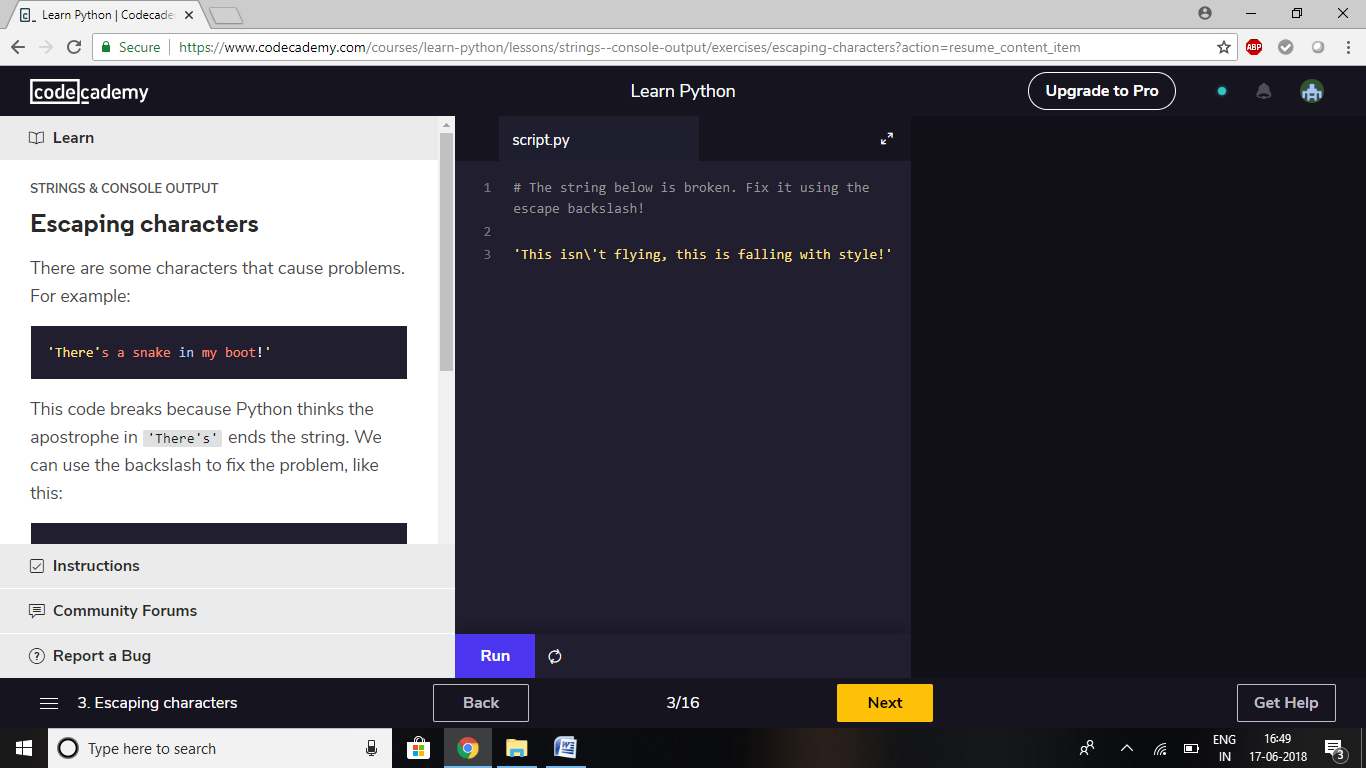 Learn Python | Codecade
Secure
https://www.codecademy.com/courses/learn-python/lessons/strings--console-output/exercises/escaping-characters?action=resume_content_item
ABP
codecademy
Learn Python
Upgrade to Pro
Learn
STRINGS & CONSOLE OUTPUT
Escaping characters
There are some characters that cause problems.
For example:
'There's a snake in my boot!'
This code breaks because Python thinks the
apostrophe in 'There's' ends the string. We
can use the backslash to fix the problem, like
this:
Instructions
Community Forums
Report a Bug
script.py
1 # The string below is broken. Fix it using the
escape backslash!
2
3 'This isn\'t flying, this is falling with style!'
Run
3. Escaping characters
Back
3/16
Next
Get Help
Type here to search
ENG
IN
16:49
17-06-2018
3